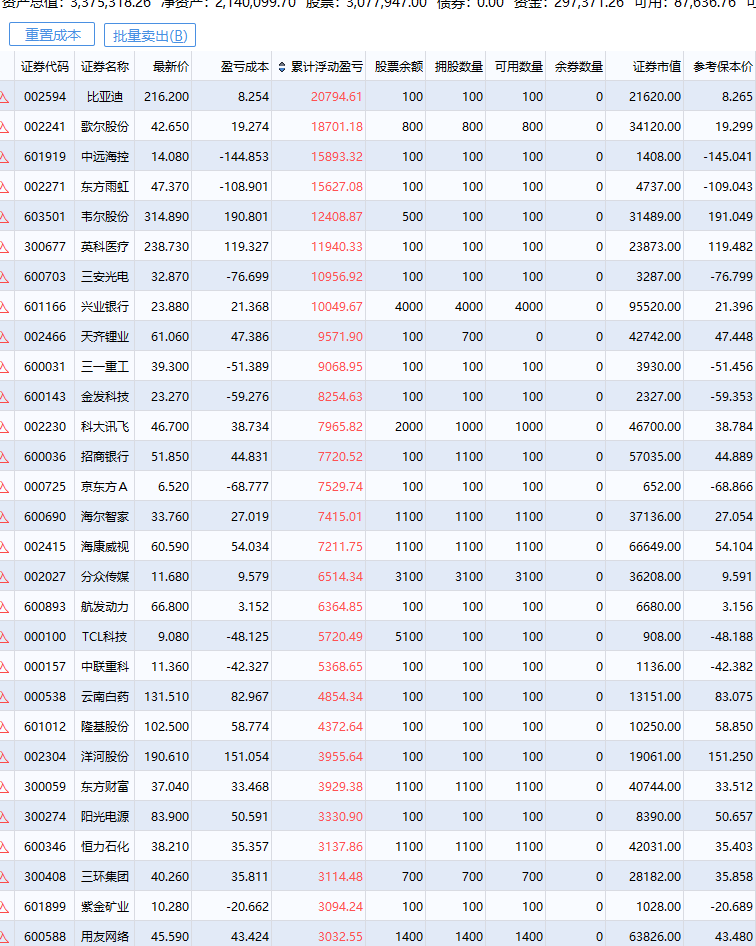 资产总值：3,375,318.26 净资产：2,140,099.70 股票：3,077,947.00 债券：0.00 资金：297,371.26 可用：87,636.76
重置成本 批量卖出(B)
证券代码 证券名称 最新价 盈亏成本 累计浮动盈亏 股票余额 拥股数量 可用数量 余券数量 证券市值 参考保本价
入 002594 比亚迪 216.200 8.254 20794.61 100 100 100 0 21620.00 8.265
入 002241 歌尔股份 42.650 19.274 18701.18 800 800 800 0 34120.00 19.299
入 601919 中远海控 14.080 -144.853 15893.32 100 100 100 0 1408.00 -145.041
入 002271 东方雨虹 47.370 -108.901 15627.08 100 100 100 0 4737.00 -109.043
入 603501 韦尔股份 314.890 190.801 12408.87 500 100 100 0 31489.00 191.049
入 300677 英科医疗 238.730 119.327 11940.33 100 100 100 0 23873.00 119.482
入 600703 三安光电 32.870 -76.699 10956.92 100 100 100 0 3287.00 -76.799
入 601166 兴业银行 23.880 21.368 10049.67 4000 4000 4000 0 95520.00 21.396
入 002466 天齐锂业 61.060 47.386 9571.90 100 700 0 0 42742.00 47.448
入 600031 三一重工 39.300 -51.389 9068.95 100 100 100 0 3930.00 -51.456
入 600143 金发科技 23.270 -59.276 8254.63 100 100 100 0 2327.00 -59.353
入 002230 科大讯飞 46.700 38.734 7965.82 2000 1000 1000 0 46700.00 38.784
入 600036 招商银行 51.850 44.831 7720.52 100 1100 100 0 57035.00 44.889
入 000725 京东方Ａ 6.520 -68.777 7529.74 100 100 100 0 652.00 -68.866
入 600690 海尔智家 33.760 27.019 7415.01 1100 1100 1100 0 37136.00 27.054
入 002415 海康威视 60.590 54.034 7211.75 1100 1100 1100 0 66649.00 54.104
入 002027 分众传媒 11.680 9.579 6514.34 3100 3100 3100 0 36208.00 9.591
入 600893 航发动力 66.800 3.152 6364.85 100 100 100 0 6680.00 3.156
入 000100 TCL科技 9.080 -48.125 5720.49 5100 100 100 0 908.00 -48.188
入 000157 中联重科 11.360 -42.327 5368.65 100 100 100 0 1136.00 -42.382
入 000538 云南白药 131.510 82.967 4854.34 100 100 100 0 13151.00 83.075
入 601012 隆基股份 102.500 58.774 4372.64 100 100 100 0 10250.00 58.850
入 002304 洋河股份 190.610 151.054 3955.64 100 100 100 0 19061.00 151.250
入 300059 东方财富 37.040 33.468 3929.38 1100 1100 1100 0 40744.00 33.512
入 300274 阳光电源 83.900 50.591 3330.90 100 100 100 0 8390.00 50.657
入 600346 恒力石化 38.210 35.357 3137.86 1100 1100 1100 0 42031.00 35.403
入 300408 三环集团 40.260 35.811 3114.48 700 700 700 0 28182.00 35.858
入 601899 紫金矿业 10.280 -20.662 3094.24 100 100 100 0 1028.00 -20.689
入 600588 用友网络 45.590 43.424 3032.55 1400 1400 1400 0 63826.00 43.480